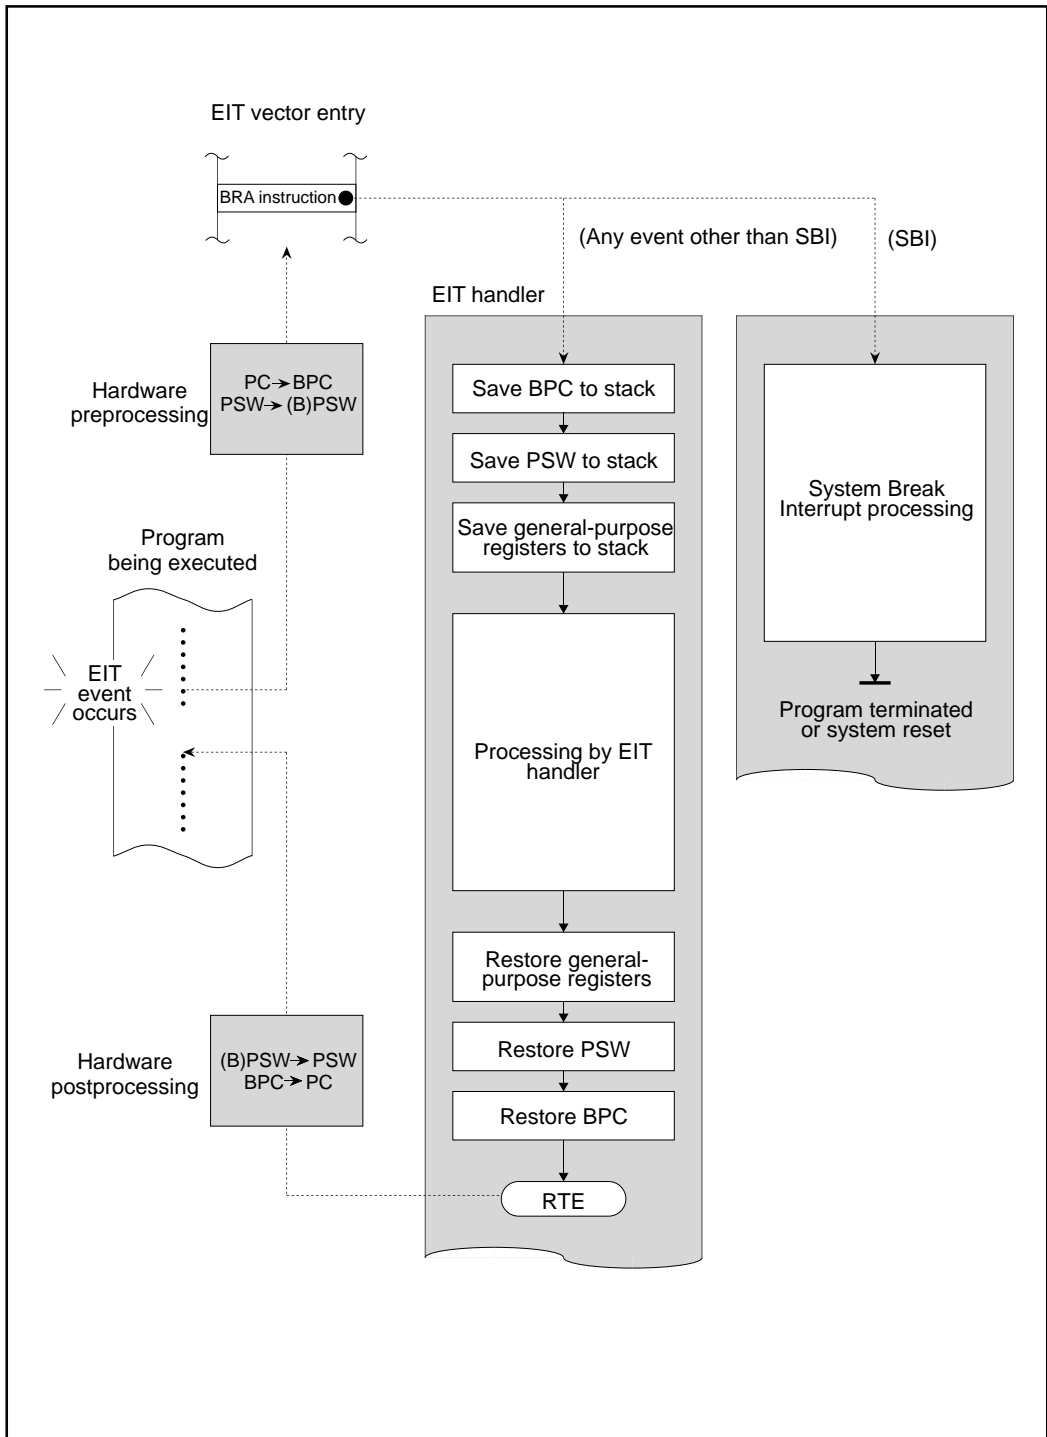 EIT vector entry
BRA instruction
(Any event other than SBI)
(SBI)
EIT handler
Hardware
preprocessing
PC→BPC
PSW→(B)PSW
Save BPC to stack
Save PSW to stack
Save general-purpose
registers to stack
System Break
Interrupt processing
Program
being executed
EIT
event
occurs
Program terminated
or system reset
Processing by EIT
handler
Restore general-
purpose registers
Hardware
postprocessing
(B)PSW→PSW
BPC→PC
Restore PSW
Restore BPC
RTE